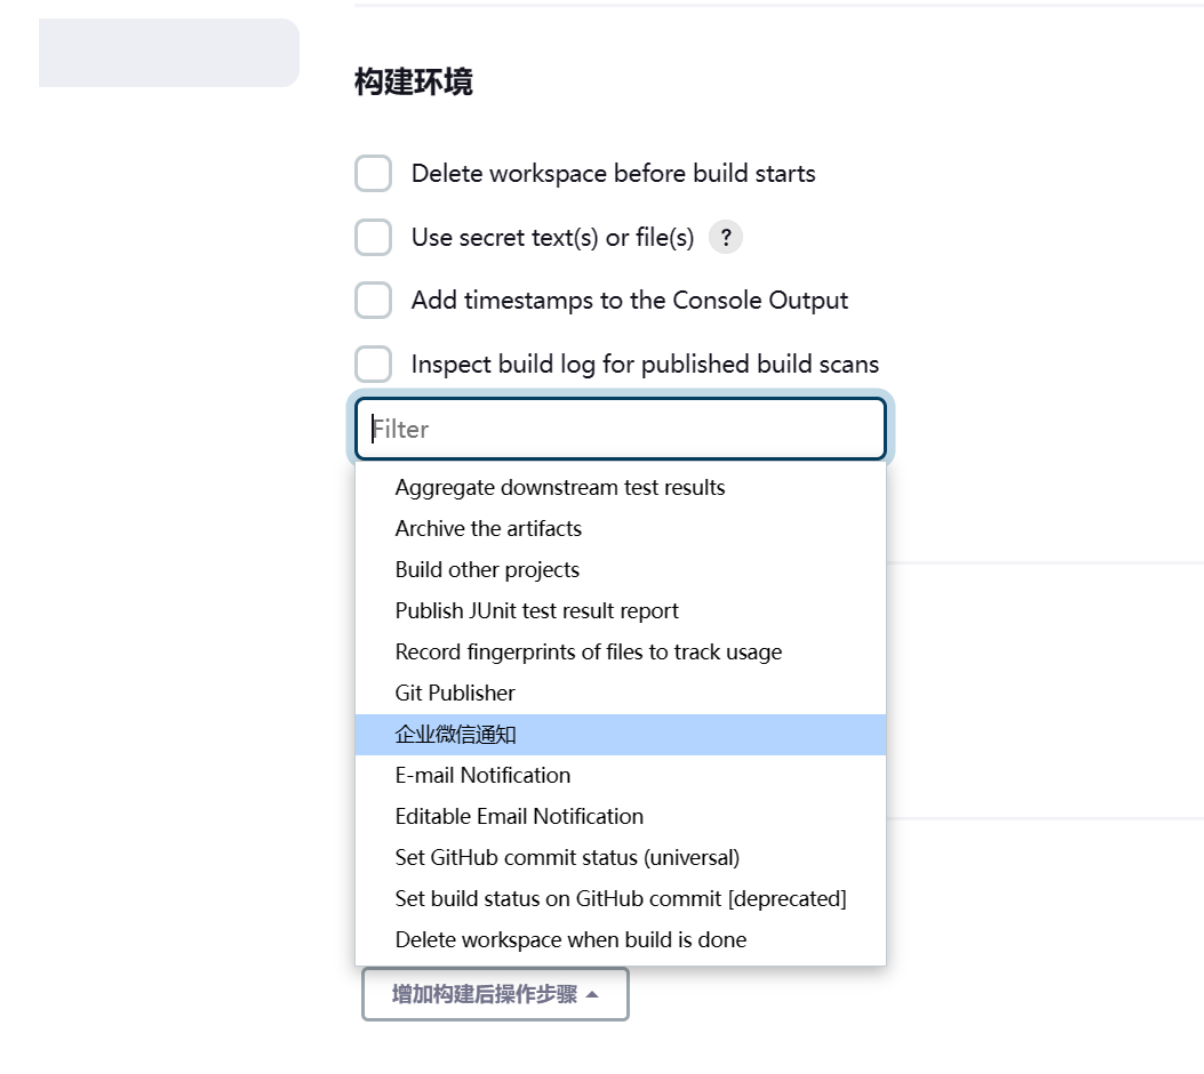 构建环境
Delete workspace before build starts
Use secret text(s) or file(s) ?
Add timestamps to the Console Output
Inspect build log for published build scans
Filter
Aggregate downstream test results
Archive the artifacts
Build other projects
Publish JUnit test result report
Record fingerprints of files to track usage
Git Publisher
企业微信通知
E-mail Notification
Editable Email Notification
Set GitHub commit status (universal)
Set build status on GitHub commit [deprecated]
Delete workspace when build is done
增加构建后操作步骤